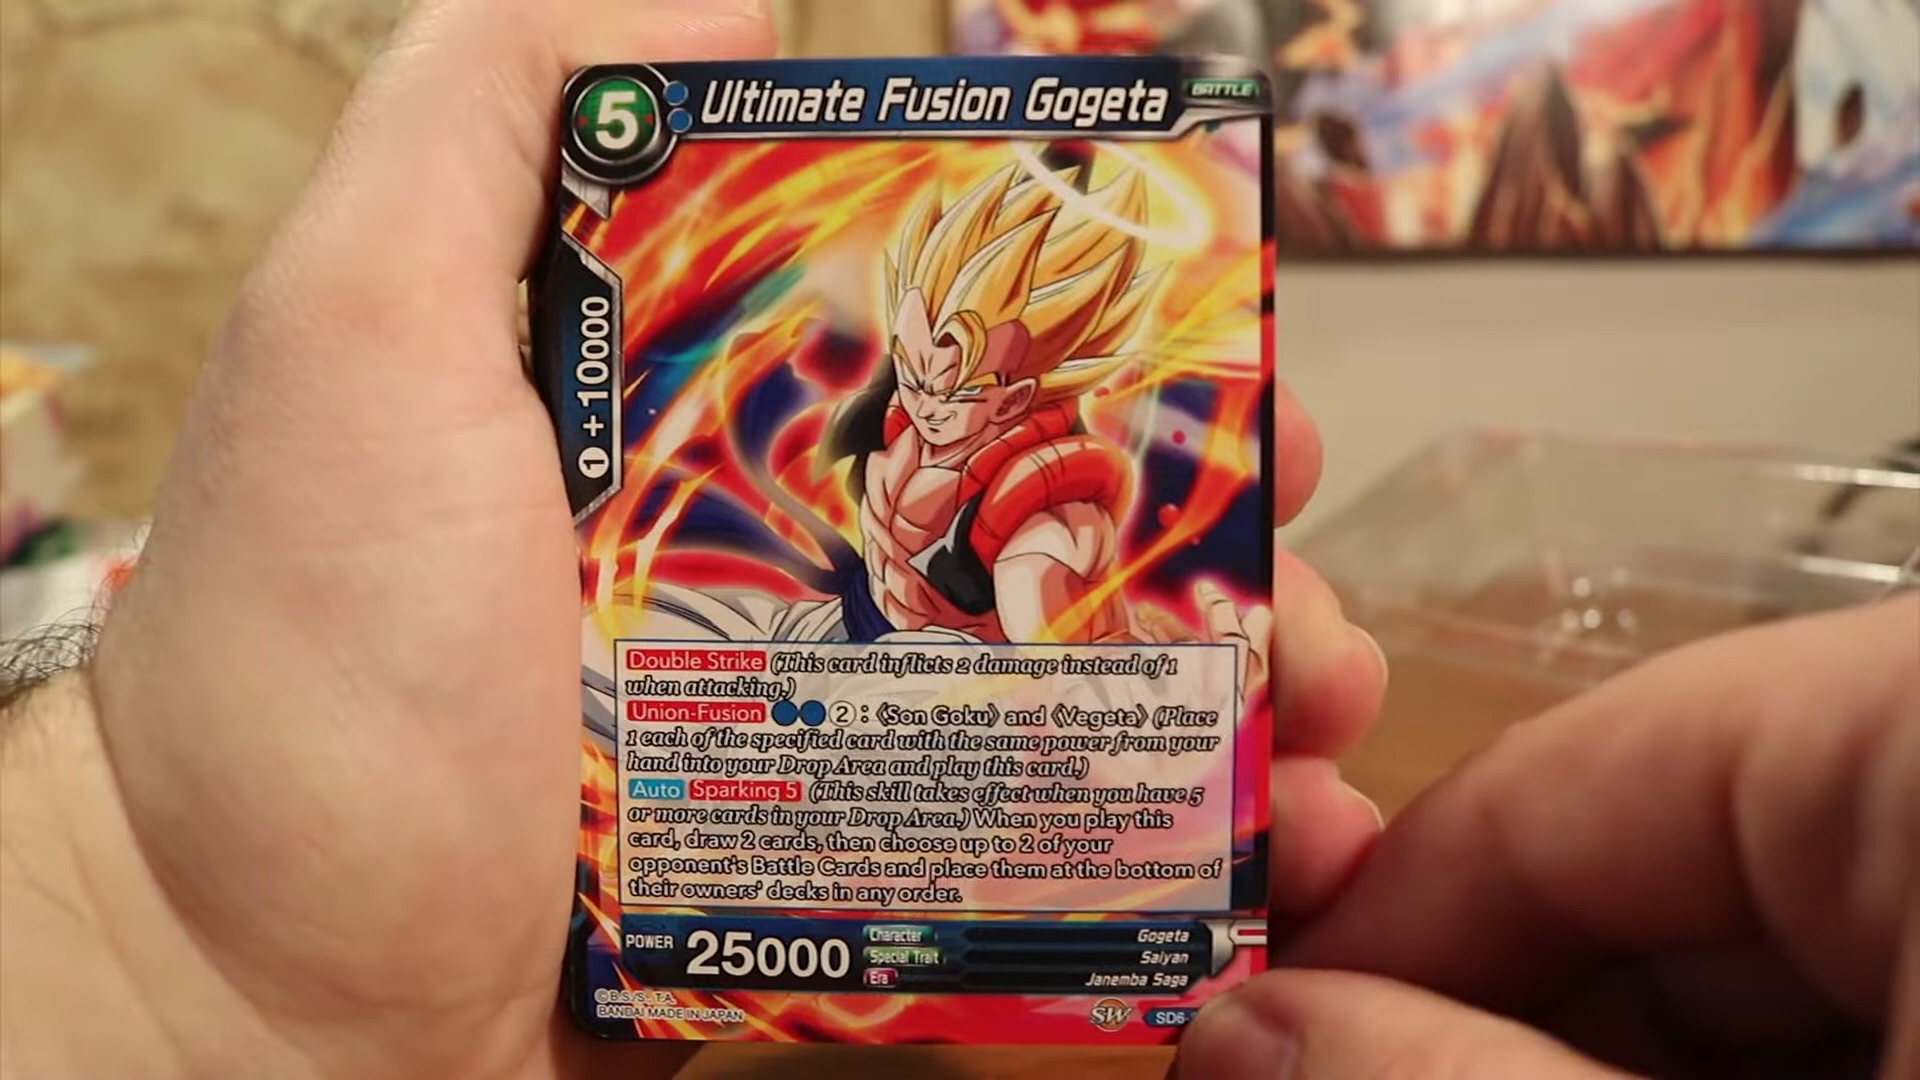 5 Ultimate Fusion Gogeta BATTLE
1 +10000
Double Strike (This card inflicts 2 damage instead of 1
when attacking.)
Union-Fusion 2 : 《Son Goku》 and 《Vegeta》 (Place
1 each of the specified card with the same power from your
hand into your Drop Area and play this card.)
Auto Sparking 5 (This skill takes effect when you have 5
or more cards in your Drop Area.) When you play this
card, draw 2 cards, then choose up to 2 of your
opponent's Battle Cards and place them at the bottom of
their owners' decks in any order.
POWER 25000
Character Gogeta
Special Trait Saiyan
Era Janemba Saga
©B.S./S., T.A.
BANDAI MADE IN JAPAN
SW SD6-